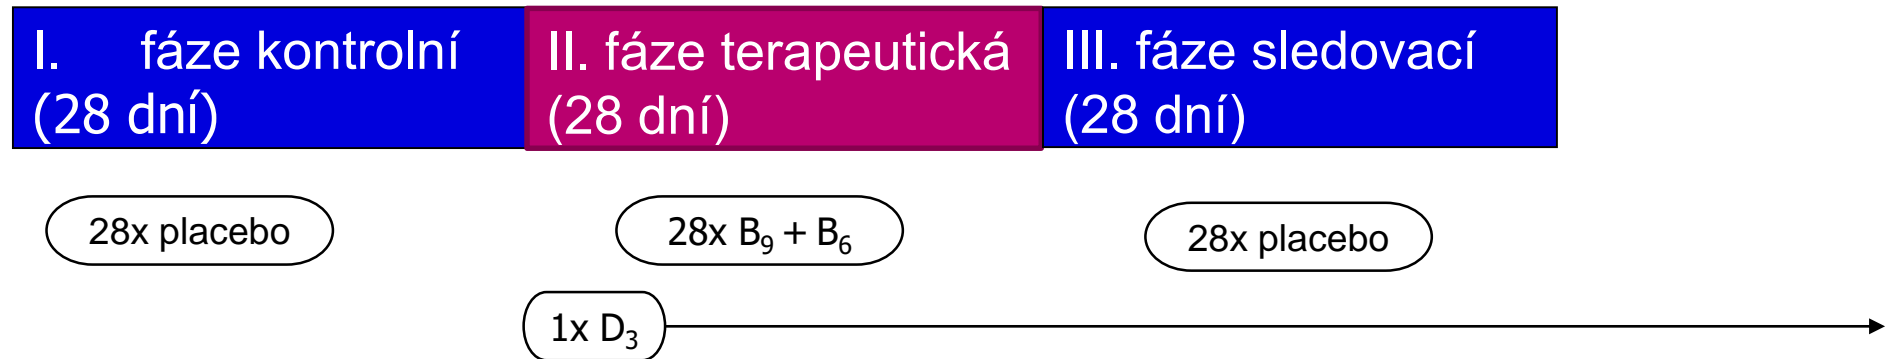 I. fáze kontrolní
(28 dní)
II. fáze terapeutická
(28 dní)
III. fáze sledovací
(28 dní)
28x placebo
28x B₉ + B₆
28x placebo
1x D₃